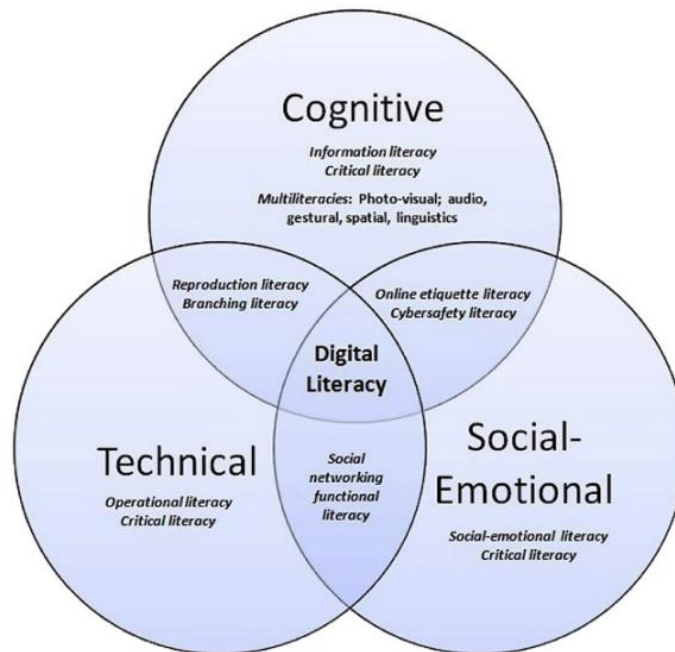 Cognitive
Information literacy
Critical literacy
Multiliteracies: Photo-visual; audio,
gestural, spatial, linguistics
Reproduction literacy
Branching literacy
Online etiquette literacy
Cybersafety literacy
Digital
Literacy
Technical
Operational literacy
Critical literacy
Social
networking
functional
literacy
Social-
Emotional
Social-emotional literacy
Critical literacy